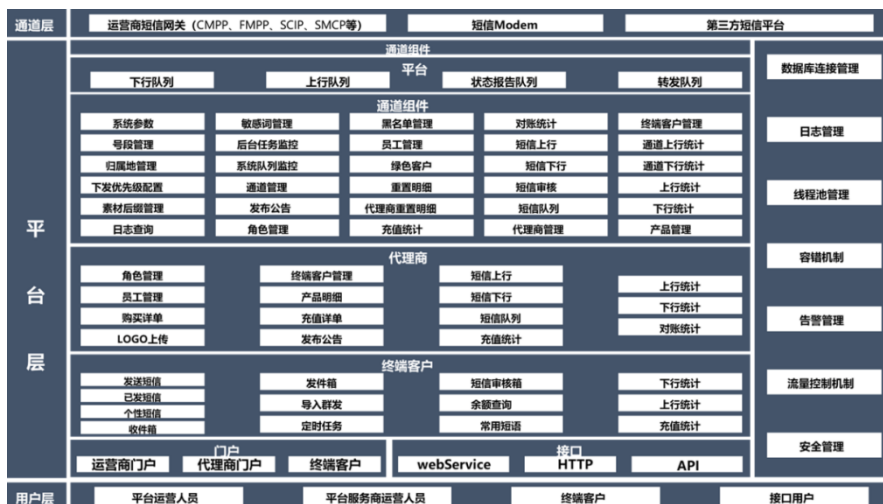 通道层
运营商短信网关（CMPP、FMPP、SCIP、SMCP等） 短信Modem 第三方短信平台
平台层
通道组件
平台
下行队列 上行队列 状态报告队列 转发队列
通道组件
系统参数 敏感词管理 黑名单管理 对账统计 终端客户管理
号段管理 后台任务监控 员工管理 短信上行 通道上行统计
归属地管理 系统队列监控 绿色客户 短信下行 通道下行统计
下发优先级配置 通道管理 重置明细 短信审核 上行统计
素材后缀管理 发布公告 代理商重置明细 短信队列 下行统计
日志查询 角色管理 充值统计 代理商管理 产品管理
代理商
角色管理 终端客户管理 短信上行 上行统计
员工管理 产品明细 短信下行 下行统计
购买详单 充值详单 短信队列 对账统计
LOGO上传 发布公告 充值统计
终端客户
发送短信 发件箱 短信审核箱 下行统计
已发短信 导入群发 余额查询 上行统计
个性短信 定时任务 常用短语 充值统计
收件箱
门户
运营商门户 代理商门户 终端客户
接口
webService HTTP API
数据库连接管理
日志管理
线程池管理
容错机制
告警管理
流量控制机制
安全管理
用户层
平台运营人员 平台服务商运营人员 终端客户 接口用户